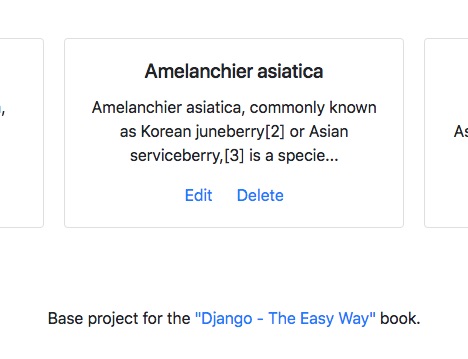 Amelanchier asiatica
Amelanchier asiatica, commonly known
as Korean juneberry[2] or Asian
serviceberry,[3] is a specie...
Edit Delete
Base project for the "Django - The Easy Way" book.